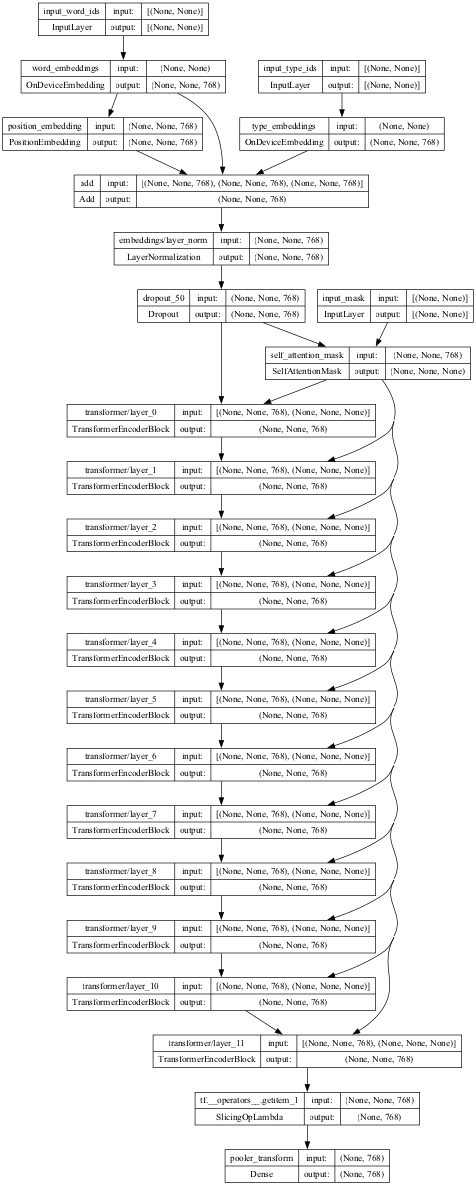 input_word_ids input: [(None, None)]
InputLayer output: [(None, None)]
word_embeddings input: (None, None)
OnDeviceEmbedding output: (None, None, 768)
input_type_ids input: [(None, None)]
InputLayer output: [(None, None)]
position_embedding input: (None, None, 768)
PositionEmbedding output: (None, None, 768)
type_embeddings input: (None, None)
OnDeviceEmbedding output: (None, None, 768)
add input: [(None, None, 768), (None, None, 768), (None, None, 768)]
Add output: (None, None, 768)
embeddings/layer_norm input: (None, None, 768)
LayerNormalization output: (None, None, 768)
dropout_50 input: (None, None, 768)
Dropout output: (None, None, 768)
input_mask input: [(None, None)]
InputLayer output: [(None, None)]
self_attention_mask input: (None, None, 768)
SelfAttentionMask output: (None, None, None)
transformer/layer_0 input: [(None, None, 768), (None, None, None)]
TransformerEncoderBlock output: (None, None, 768)
transformer/layer_1 input: [(None, None, 768), (None, None, None)]
TransformerEncoderBlock output: (None, None, 768)
transformer/layer_2 input: [(None, None, 768), (None, None, None)]
TransformerEncoderBlock output: (None, None, 768)
transformer/layer_3 input: [(None, None, 768), (None, None, None)]
TransformerEncoderBlock output: (None, None, 768)
transformer/layer_4 input: [(None, None, 768), (None, None, None)]
TransformerEncoderBlock output: (None, None, 768)
transformer/layer_5 input: [(None, None, 768), (None, None, None)]
TransformerEncoderBlock output: (None, None, 768)
transformer/layer_6 input: [(None, None, 768), (None, None, None)]
TransformerEncoderBlock output: (None, None, 768)
transformer/layer_7 input: [(None, None, 768), (None, None, None)]
TransformerEncoderBlock output: (None, None, 768)
transformer/layer_8 input: [(None, None, 768), (None, None, None)]
TransformerEncoderBlock output: (None, None, 768)
transformer/layer_9 input: [(None, None, 768), (None, None, None)]
TransformerEncoderBlock output: (None, None, 768)
transformer/layer_10 input: [(None, None, 768), (None, None, None)]
TransformerEncoderBlock output: (None, None, 768)
transformer/layer_11 input: [(None, None, 768), (None, None, None)]
TransformerEncoderBlock output: (None, None, 768)
tf.__operators__.getitem_1 input: (None, None, 768)
SlicingOpLambda output: (None, 768)
pooler_transform input: (None, 768)
Dense output: (None, 768)